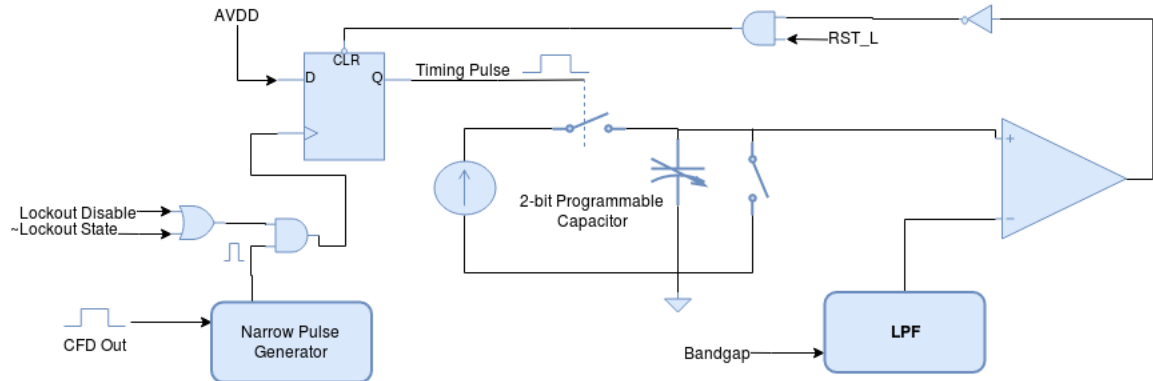 AVDD
CLR
D
Q
Timing Pulse
RST_L
+
2-bit Programmable
Capacitor
−
Lockout Disable
~Lockout State
CFD Out
Narrow Pulse
Generator
Bandgap
LPF